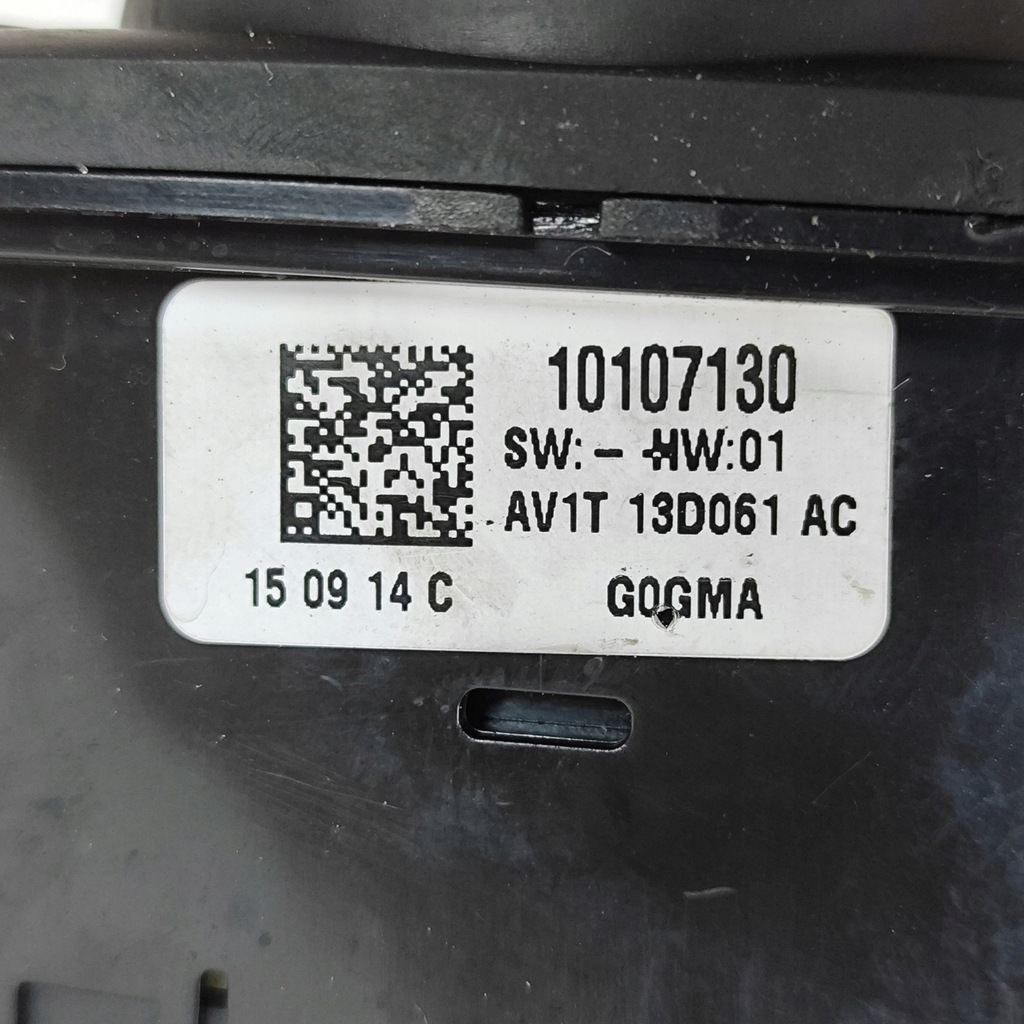 10107130
SW: - HW:01
AV1T 13D061 AC
15 09 14 C
G0GMA